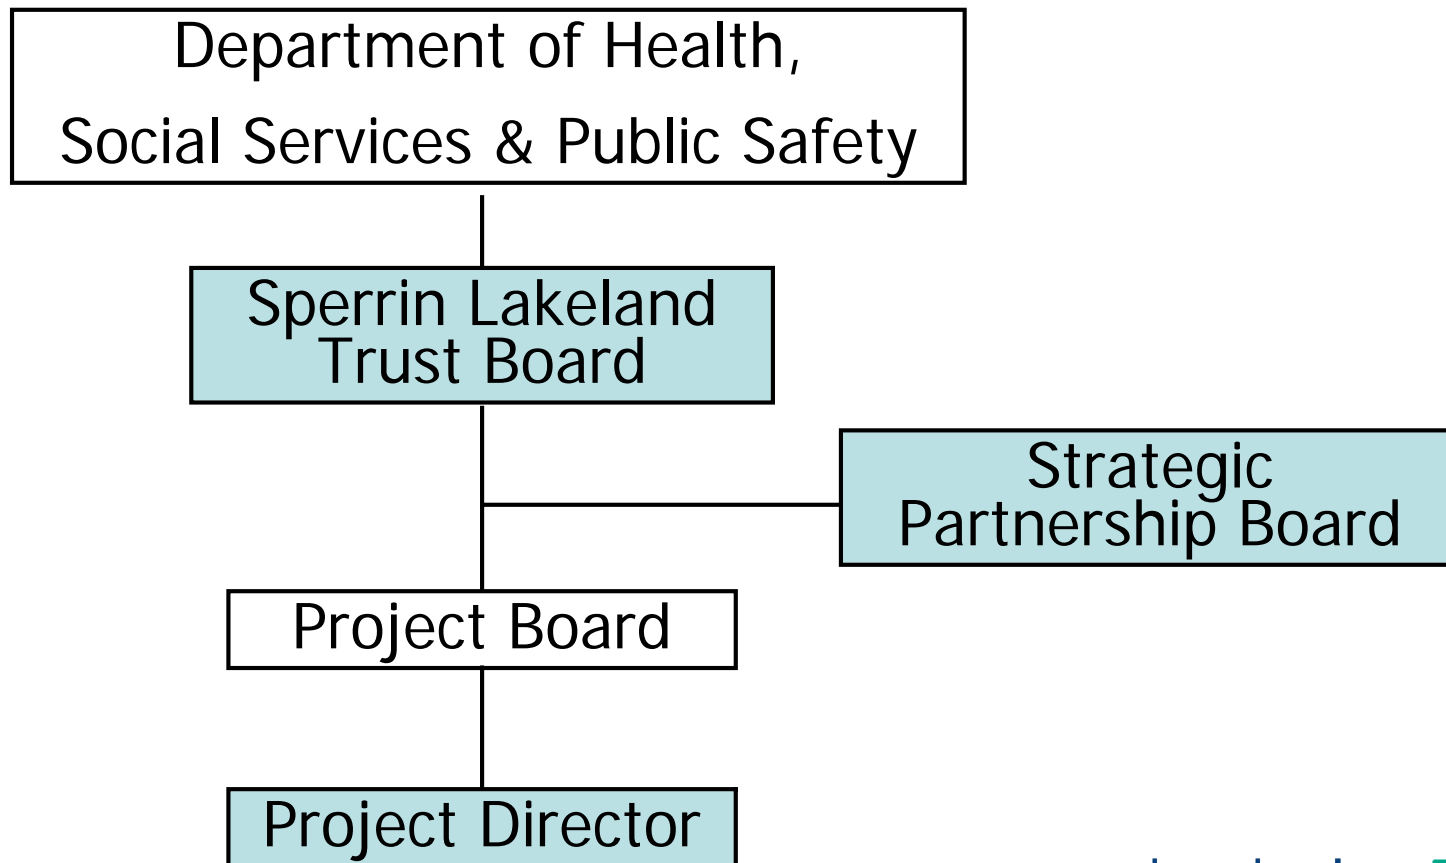 Department of Health,
Social Services & Public Safety
Sperrin Lakeland
Trust Board
Strategic
Partnership Board
Project Board
Project Director